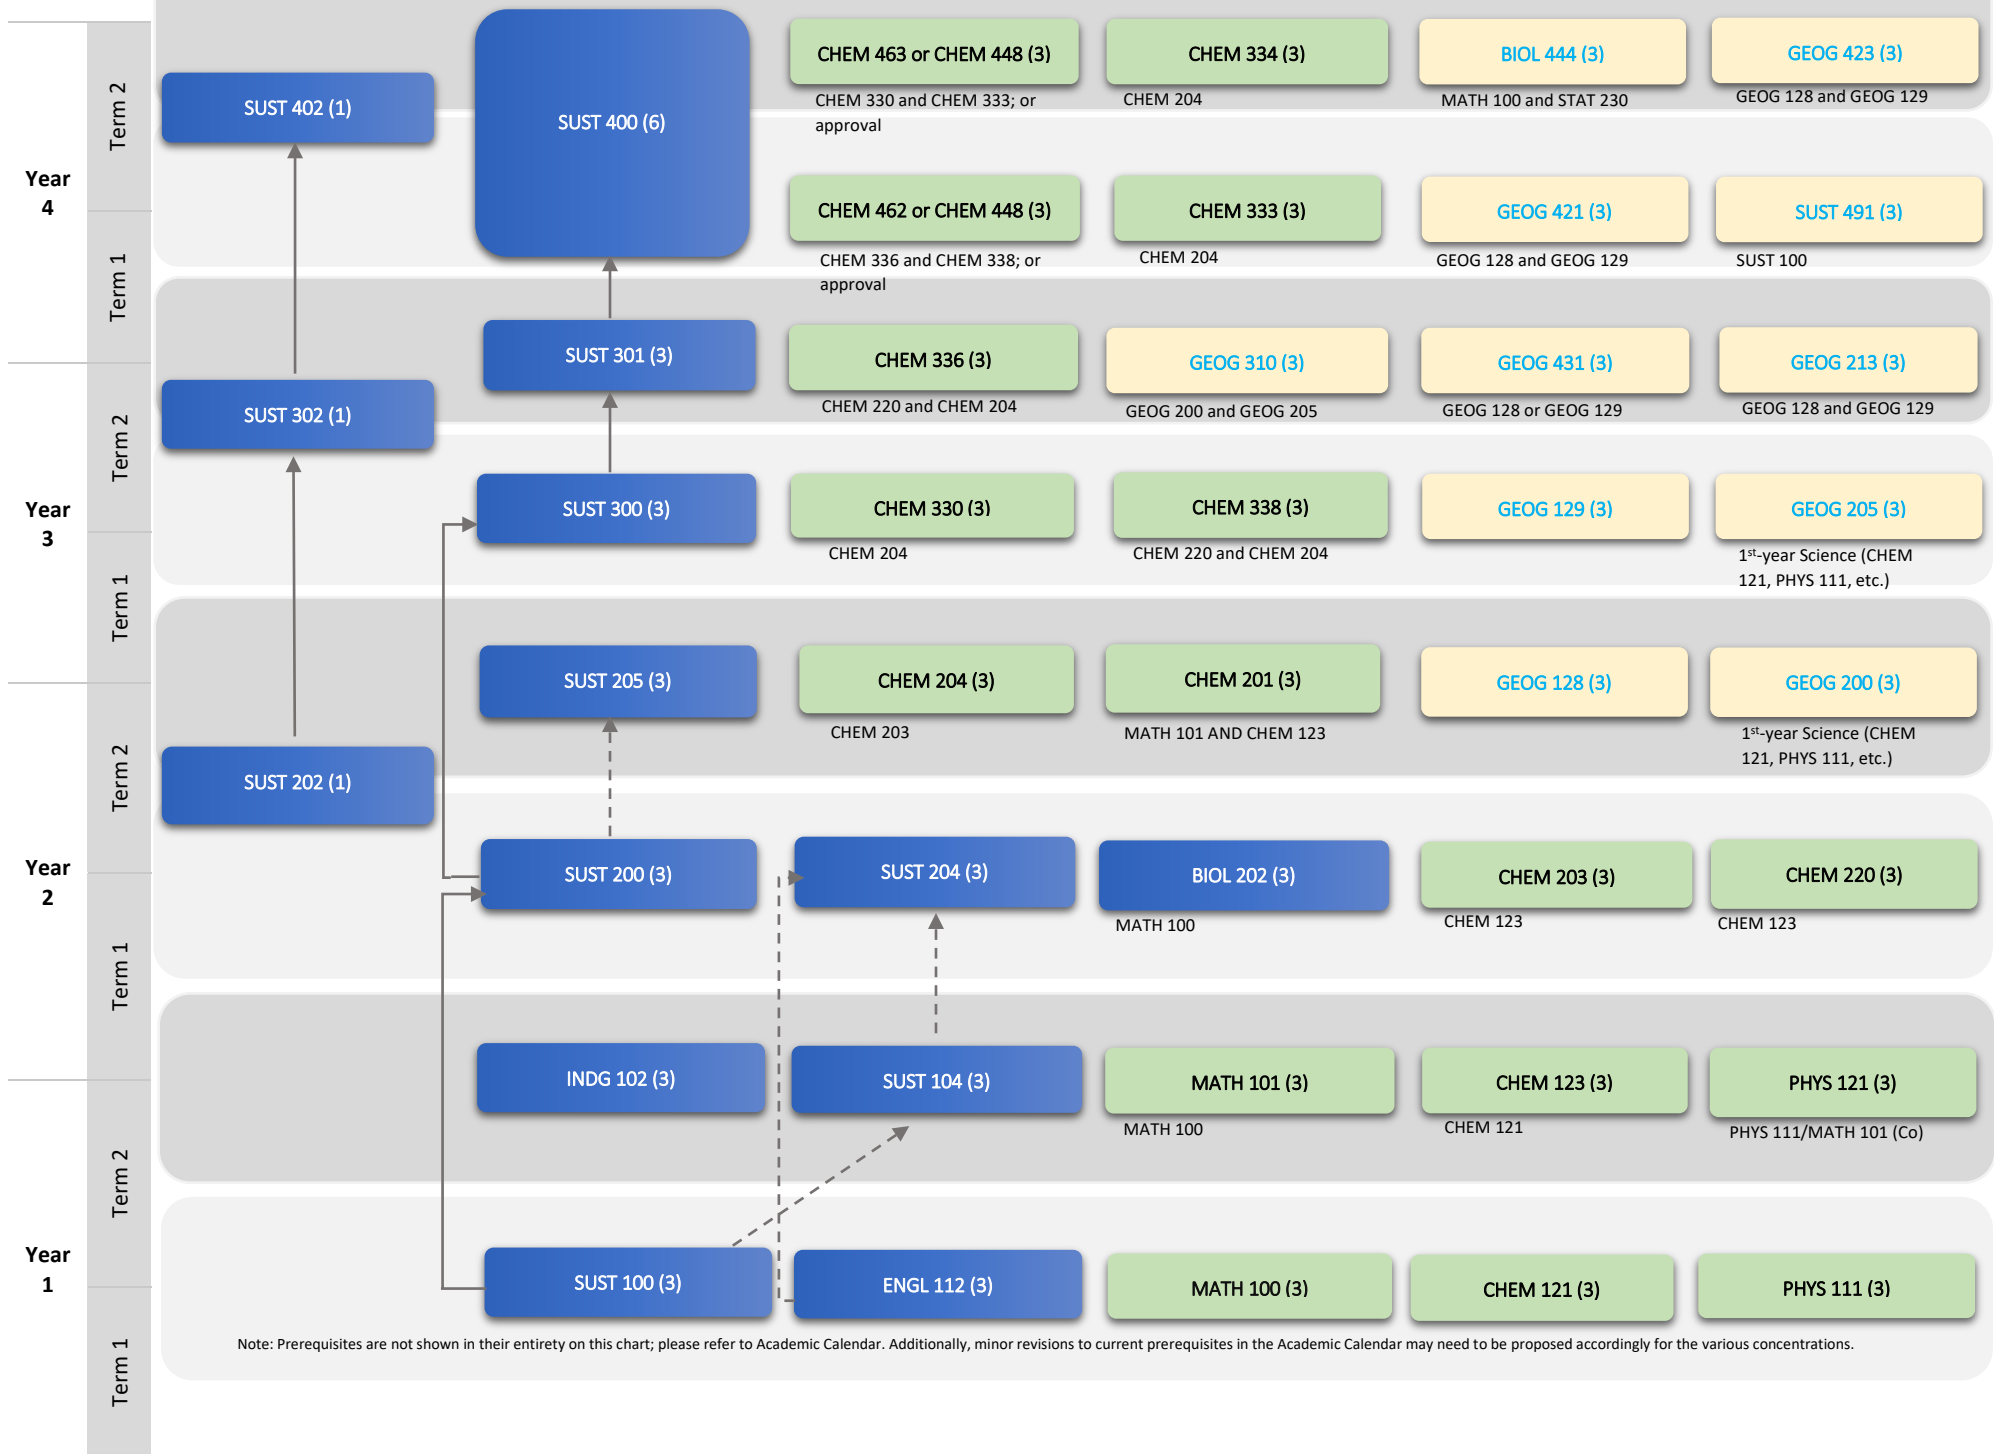 CHEM 463 or CHEM 448 (3)
CHEM 334 (3)
BIOL 444 (3)
GEOG 423 (3)
SUST 402 (1)
SUST 400 (6)
CHEM 330 and CHEM 333; or
approval
CHEM 204
MATH 100 and STAT 230
GEOG 128 and GEOG 129
Term 2
Year
4
CHEM 462 or CHEM 448 (3)
CHEM 333 (3)
GEOG 421 (3)
SUST 491 (3)
CHEM 336 and CHEM 338; or
approval
CHEM 204
GEOG 128 and GEOG 129
SUST 100
Term 1
SUST 301 (3)
CHEM 336 (3)
GEOG 310 (3)
GEOG 431 (3)
GEOG 213 (3)
SUST 302 (1)
CHEM 220 and CHEM 204
GEOG 200 and GEOG 205
GEOG 128 or GEOG 129
GEOG 128 and GEOG 129
Term 2
Year
3
SUST 300 (3)
CHEM 330 (3)
CHEM 338 (3)
GEOG 129 (3)
GEOG 205 (3)
CHEM 204
CHEM 220 and CHEM 204
1st-year Science (CHEM
121, PHYS 111, etc.)
Term 1
SUST 205 (3)
CHEM 204 (3)
CHEM 201 (3)
GEOG 128 (3)
GEOG 200 (3)
CHEM 203
MATH 101 AND CHEM 123
1st-year Science (CHEM
121, PHYS 111, etc.)
Term 2
SUST 202 (1)
Year
2
SUST 200 (3)
SUST 204 (3)
BIOL 202 (3)
CHEM 203 (3)
CHEM 220 (3)
MATH 100
CHEM 123
CHEM 123
Term 1
INDG 102 (3)
SUST 104 (3)
MATH 101 (3)
CHEM 123 (3)
PHYS 121 (3)
MATH 100
CHEM 121
PHYS 111/MATH 101 (Co)
Term 2
Year
1
SUST 100 (3)
ENGL 112 (3)
MATH 100 (3)
CHEM 121 (3)
PHYS 111 (3)
Term 1
Note: Prerequisites are not shown in their entirety on this chart; please refer to Academic Calendar. Additionally, minor revisions to current prerequisites in the Academic Calendar may need to be proposed accordingly for the various concentrations.